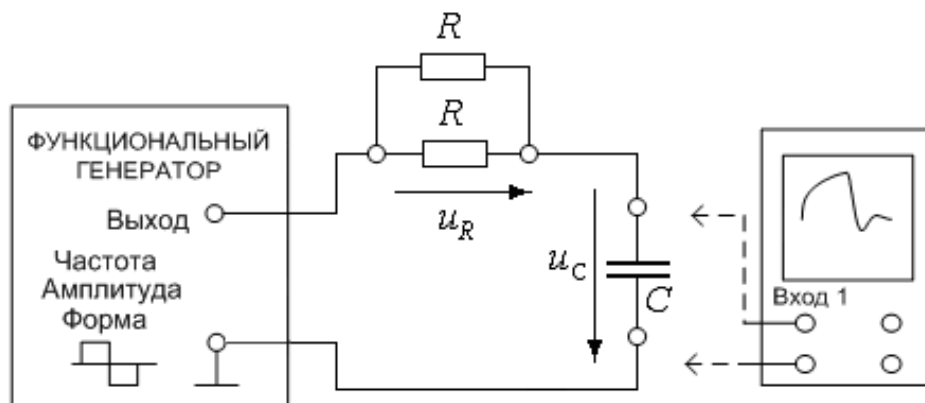 R
R
ФУНКЦИОНАЛЬНЫЙ
ГЕНЕРАТОР
Выход
Частота
Амплитуда
Форма
u_R
u_C
C
Вход 1